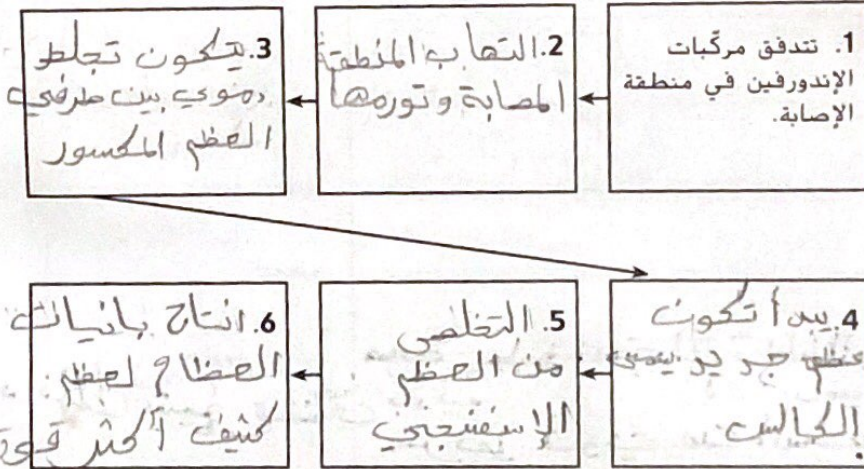 1. تتدفق مركّبات
الإندورفين في منطقة
الإصابة.
2. التهاب المنطقة
المصابة وتورمها
3. يتكون تجلط
دموي بين طرفي
العظم المكسور
4. يبدأ تكون
عظم جديد يسمى
الكالس.
5. التخلص
من العظم
الإسفنجي
6. انتاج بانيات
العظام لعظم
كثيف أكثر قوة